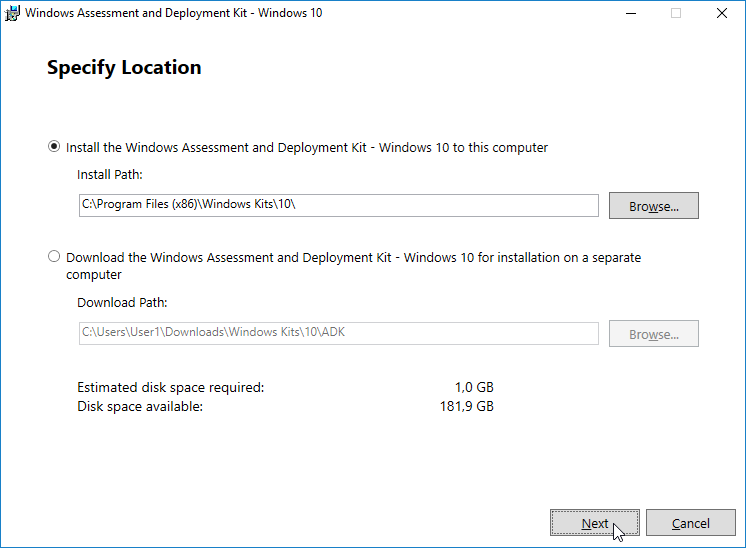 Windows Assessment and Deployment Kit - Windows 10
Specify Location
Install the Windows Assessment and Deployment Kit - Windows 10 to this computer
Install Path:
C:\Program Files (x86)\Windows Kits\10\
Browse...
Download the Windows Assessment and Deployment Kit - Windows 10 for installation on a separate
computer
Download Path:
C:\Users\User1\Downloads\Windows Kits\10\ADK
Browse...
Estimated disk space required: 1,0 GB
Disk space available: 181,9 GB
Next
Cancel